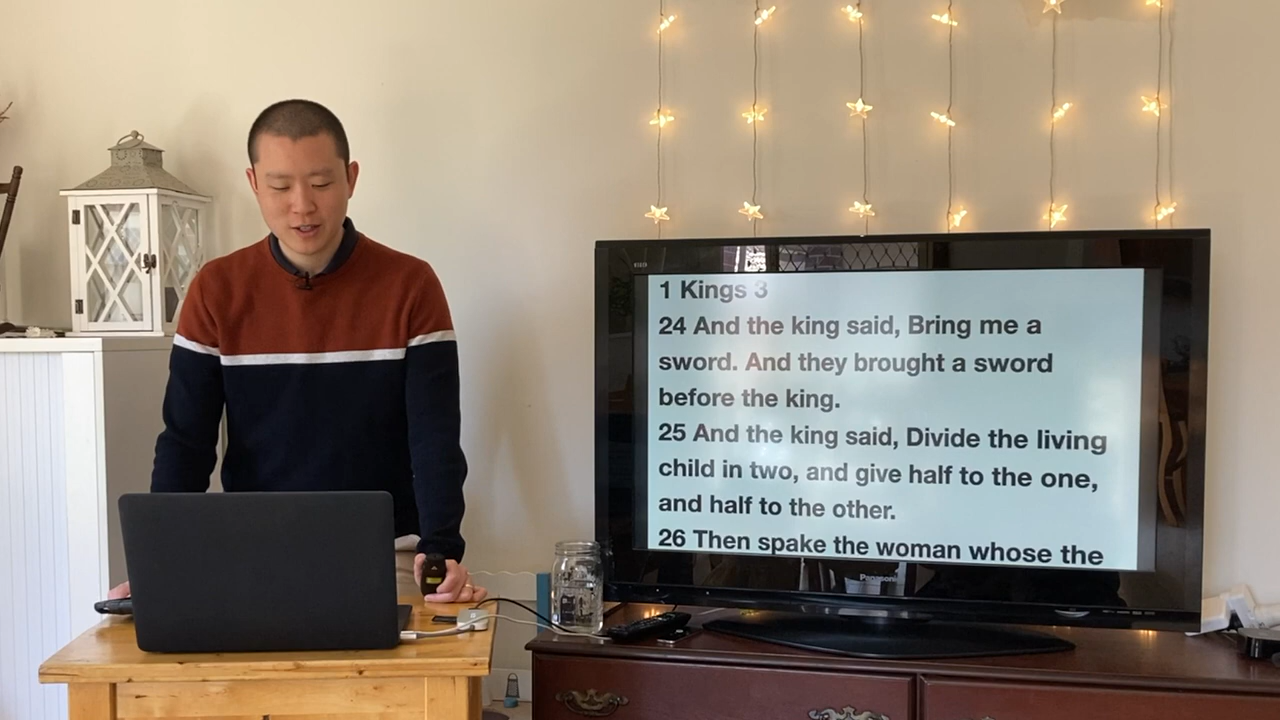 1 Kings 3
24 And the king said, Bring me a
sword. And they brought a sword
before the king.
25 And the king said, Divide the living
child in two, and give half to the one,
and half to the other.
26 Then spake the woman whose the
Panasonic